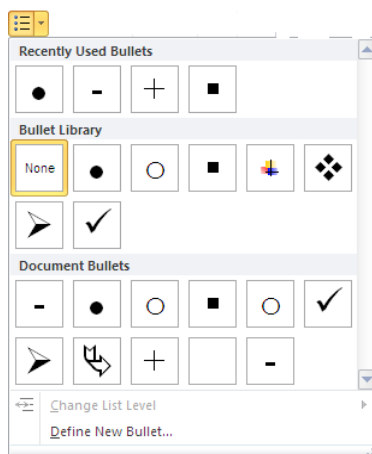 Recently Used Bullets
Bullet Library
None
Document Bullets
Change List Level
Define New Bullet...